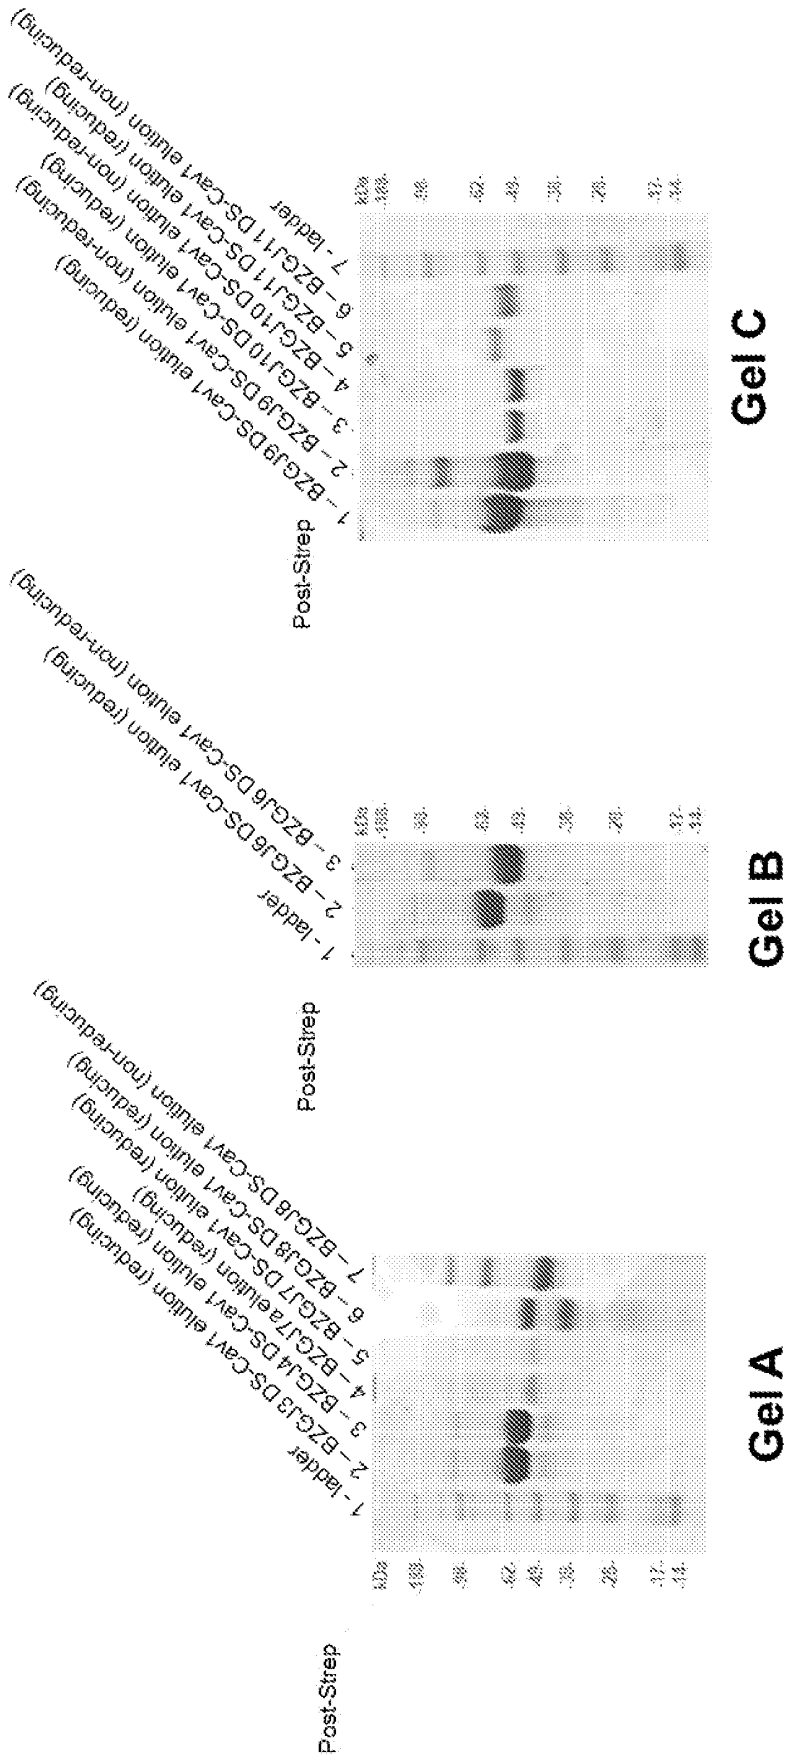 Post-Strep
1 - ladder
2 – BZGJ3 DS-Cav1 elution (reducing)
3 – BZGJ4 DS-Cav1 elution (reducing)
4 – BZGJ7a elution (reducing)
5 – BZGJ7 DS-Cav1 elution (reducing)
6 – BZGJ8 DS-Cav1 elution (reducing)
7 – BZGJ8 DS-Cav1 elution (non-reducing)
kDa
-188-
-98-
-62-
-49-
-38-
-28-
-17-
-14-
Gel A
Post-Strep
1 - ladder
2 – BZGJ6 DS-Cav1 elution (reducing)
3 – BZGJ6 DS-Cav1 elution (non-reducing)
kDa
-188-
-98-
-62-
-49-
-38-
-28-
-17-
-14-
Gel B
Post-Strep
1 – BZGJ9 DS-Cav1 elution (reducing)
2 – BZGJ9 DS-Cav1 elution (non-reducing)
3 – BZGJ10 DS-Cav1 elution (reducing)
4 – BZGJ10 DS-Cav1 elution (non-reducing)
5 – BZGJ11 DS-Cav1 elution (reducing)
6 – BZGJ11 DS-Cav1 elution (non-reducing)
7 - ladder
kDa
-188-
-98-
-62-
-49-
-38-
-28-
-17-
-14-
Gel C